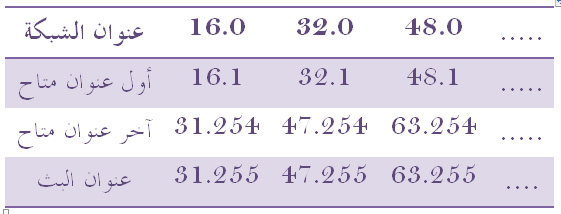 عنوان الشبكة 16.0 32.0 48.0 .....
أول عنوان متاح 16.1 32.1 48.1 .....
آخر عنوان متاح 31.254 47.254 63.254 .....
عنوان البث 31.255 47.255 63.255 ....